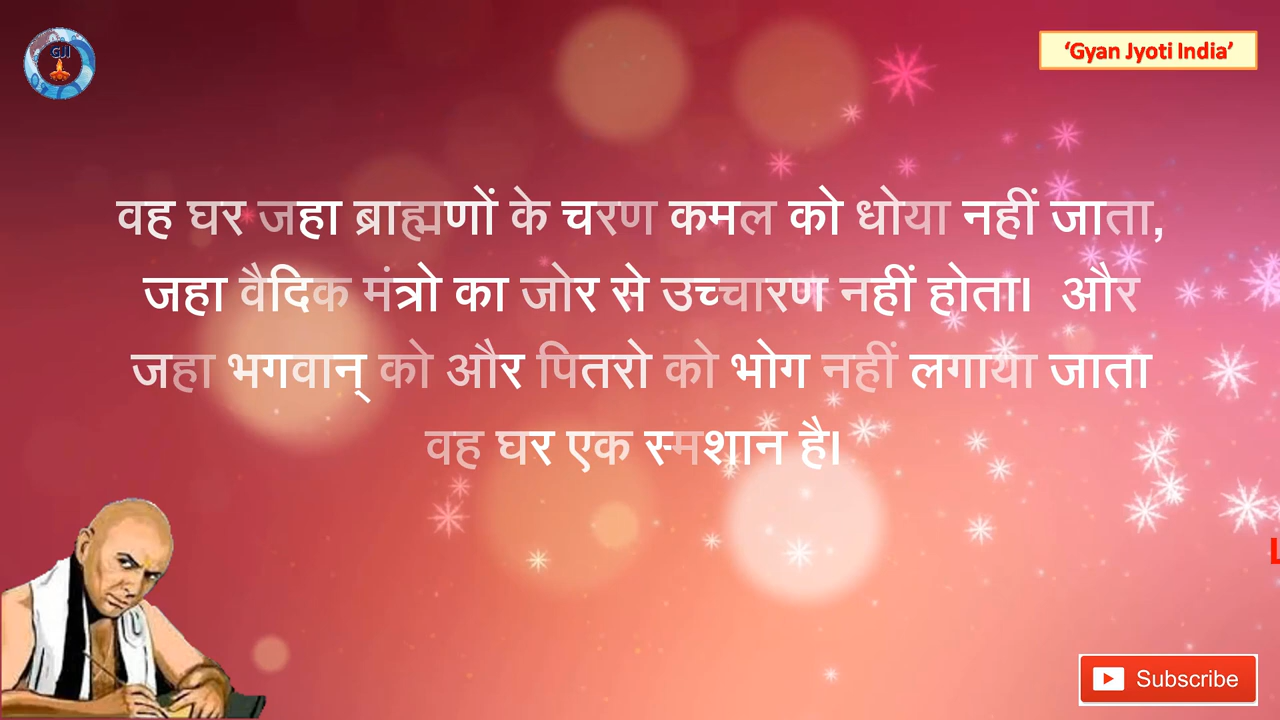 GJI
‘Gyan Jyoti India’
वह घर जहा ब्राह्मणों के चरण कमल को धोया नहीं जाता,
जहा वैदिक मंत्रो का जोर से उच्चारण नहीं होता। और
जहा भगवान् को और पितरो को भोग नहीं लगाया जाता
वह घर एक स्मशान है।
L
Subscribe